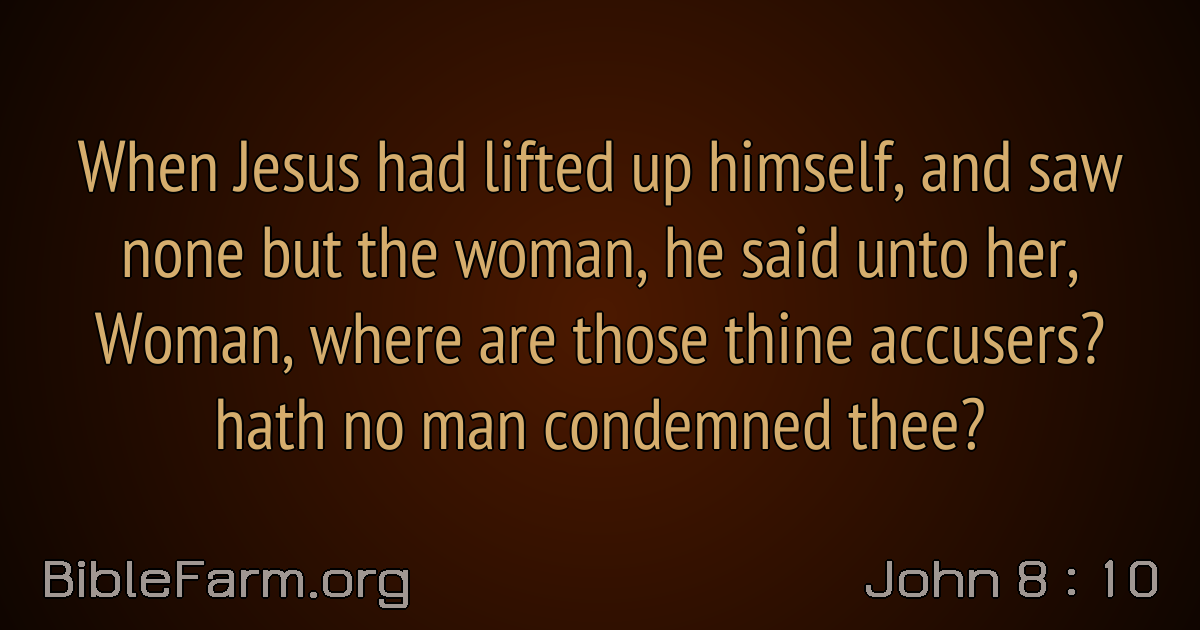 When Jesus had lifted up himself, and saw
none but the woman, he said unto her,
Woman, where are those thine accusers?
hath no man condemned thee?
BibleFarm.org
John 8 : 10